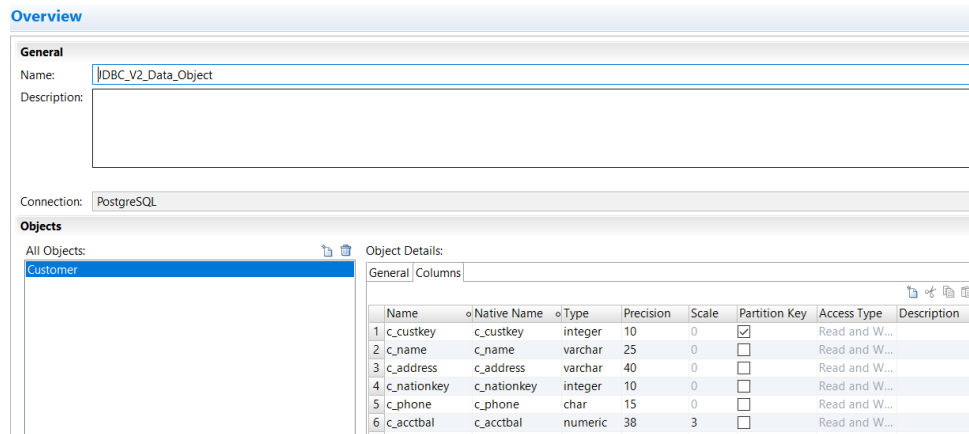 Overview
General
Name: JDBC_V2_Data_Object
Description:
Connection: PostgreSQL
Objects
All Objects:
Customer
Object Details:
General Columns
Name Native Name Type Precision Scale Partition Key Access Type Description
1 c_custkey c_custkey integer 10 0 Read and W...
2 c_name c_name varchar 25 0 Read and W...
3 c_address c_address varchar 40 0 Read and W...
4 c_nationkey c_nationkey integer 10 0 Read and W...
5 c_phone c_phone char 15 0 Read and W...
6 c_acctbal c_acctbal numeric 38 3 Read and W...